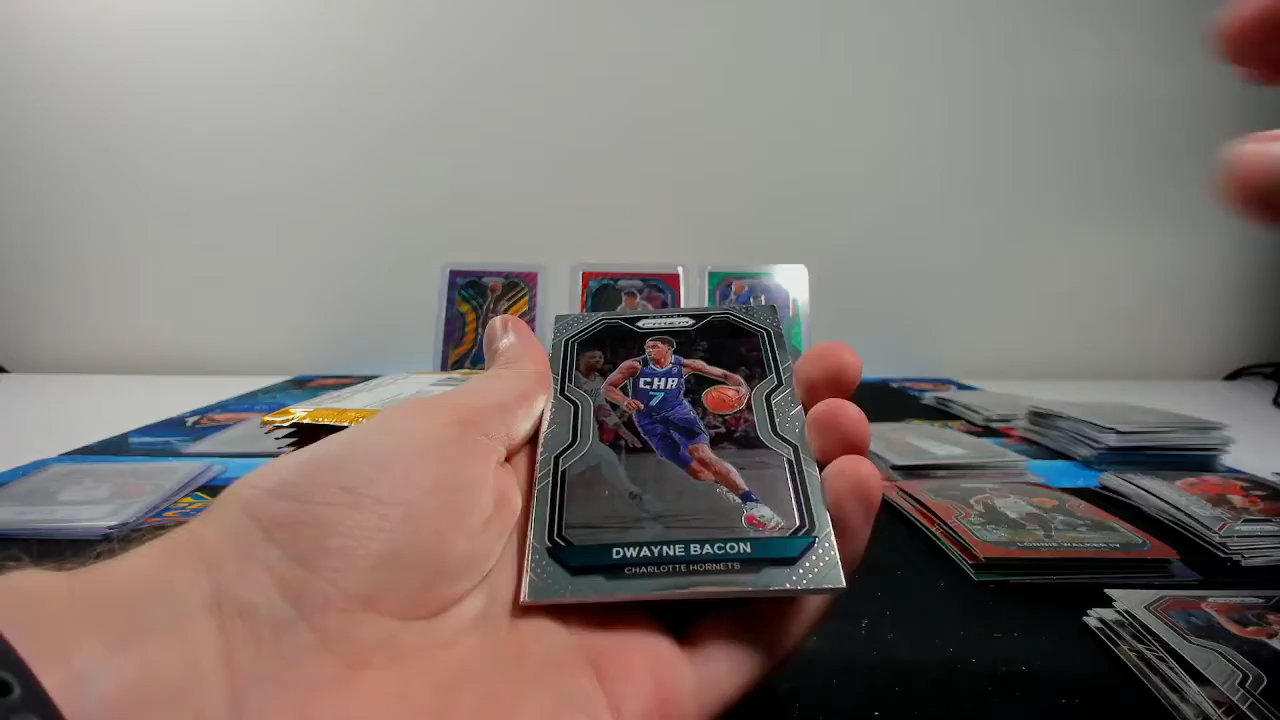 PRIZM
CHA
7
DWAYNE BACON
CHARLOTTE HORNETS
LONNIE WALKER IV